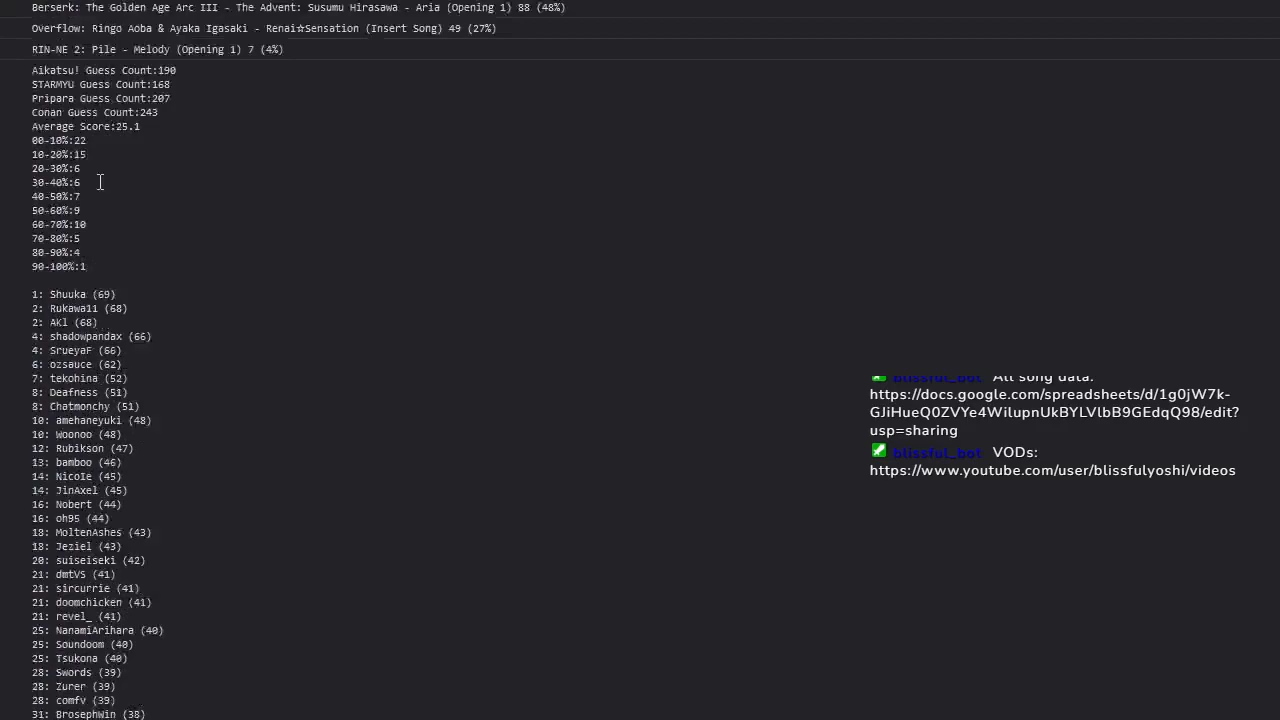 Berserk: The Golden Age Arc III - The Advent: Susumu Hirasawa - Aria (Opening 1) 88 (48%)
Overflow: Ringo Aoba & Ayaka Igasaki - Renai☆Sensation (Insert Song) 49 (27%)
RIN-NE 2: Pile - Melody (Opening 1) 7 (4%)
Aikatsu! Guess Count:190
STARMYU Guess Count:168
Pripara Guess Count:207
Conan Guess Count:243
Average Score:25.1
00-10%:22
10-20%:15
20-30%:6
30-40%:6
40-50%:7
50-60%:9
60-70%:10
70-80%:5
80-90%:4
90-100%:1
1: Shuuka (69)
2: Rukawa11 (68)
2: AKl (68)
4: shadowpandax (66)
4: SrueyaF (66)
6: ozsauce (62)
7: tekohina (52)
8: Deafness (51)
8: Chatmonchy (51)
10: amehaneyuki (48)
10: Woonoo (48)
12: Rubikson (47)
13: bamboo (46)
14: NicoIe (45)
14: JinAxel (45)
16: Nobert (44)
16: oh95 (44)
18: MoltenAshes (43)
18: Jeziel (43)
20: suiseiseki (42)
21: dmtVS (41)
21: sircurrie (41)
21: doomchicken (41)
21: revel_ (41)
25: NanamiArihara (40)
25: Soundoom (40)
25: Tsukona (40)
28: Swords (39)
28: Zurer (39)
28: comfv (39)
31: BrosephWin (38)
blissful_bot All song data:
https://docs.google.com/spreadsheets/d/1g0jW7k-
GJiHueQ0ZVYe4WilupnUkBYLVlbB9GEdqQ98/edit?
usp=sharing
blissful_bot VODs:
https://www.youtube.com/user/blissfulyoshi/videos